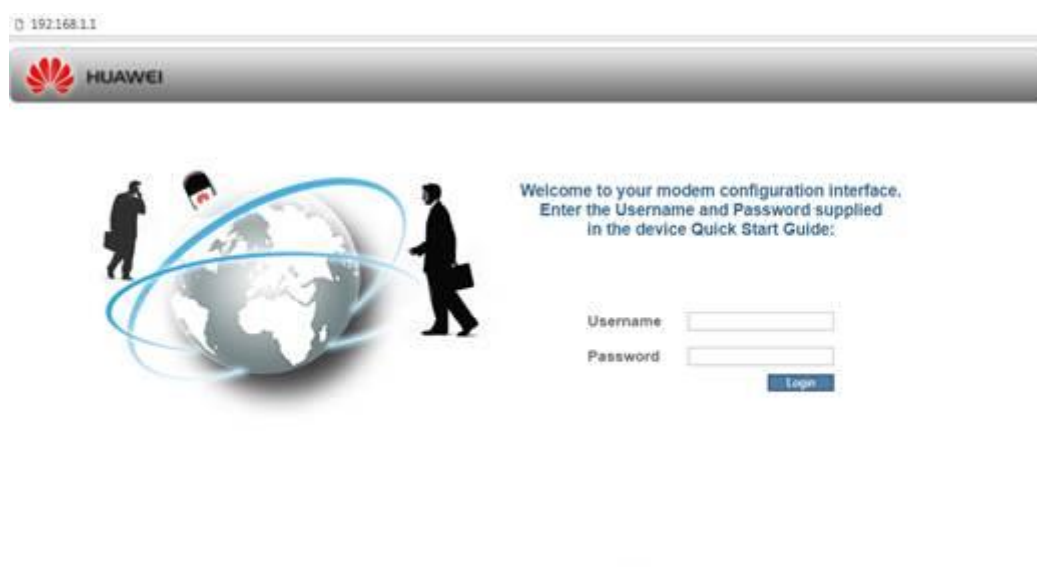 192.168.1.1
HUAWEI
Welcome to your modem configuration interface.
Enter the Username and Password supplied
in the device Quick Start Guide:
Username
Password
Login